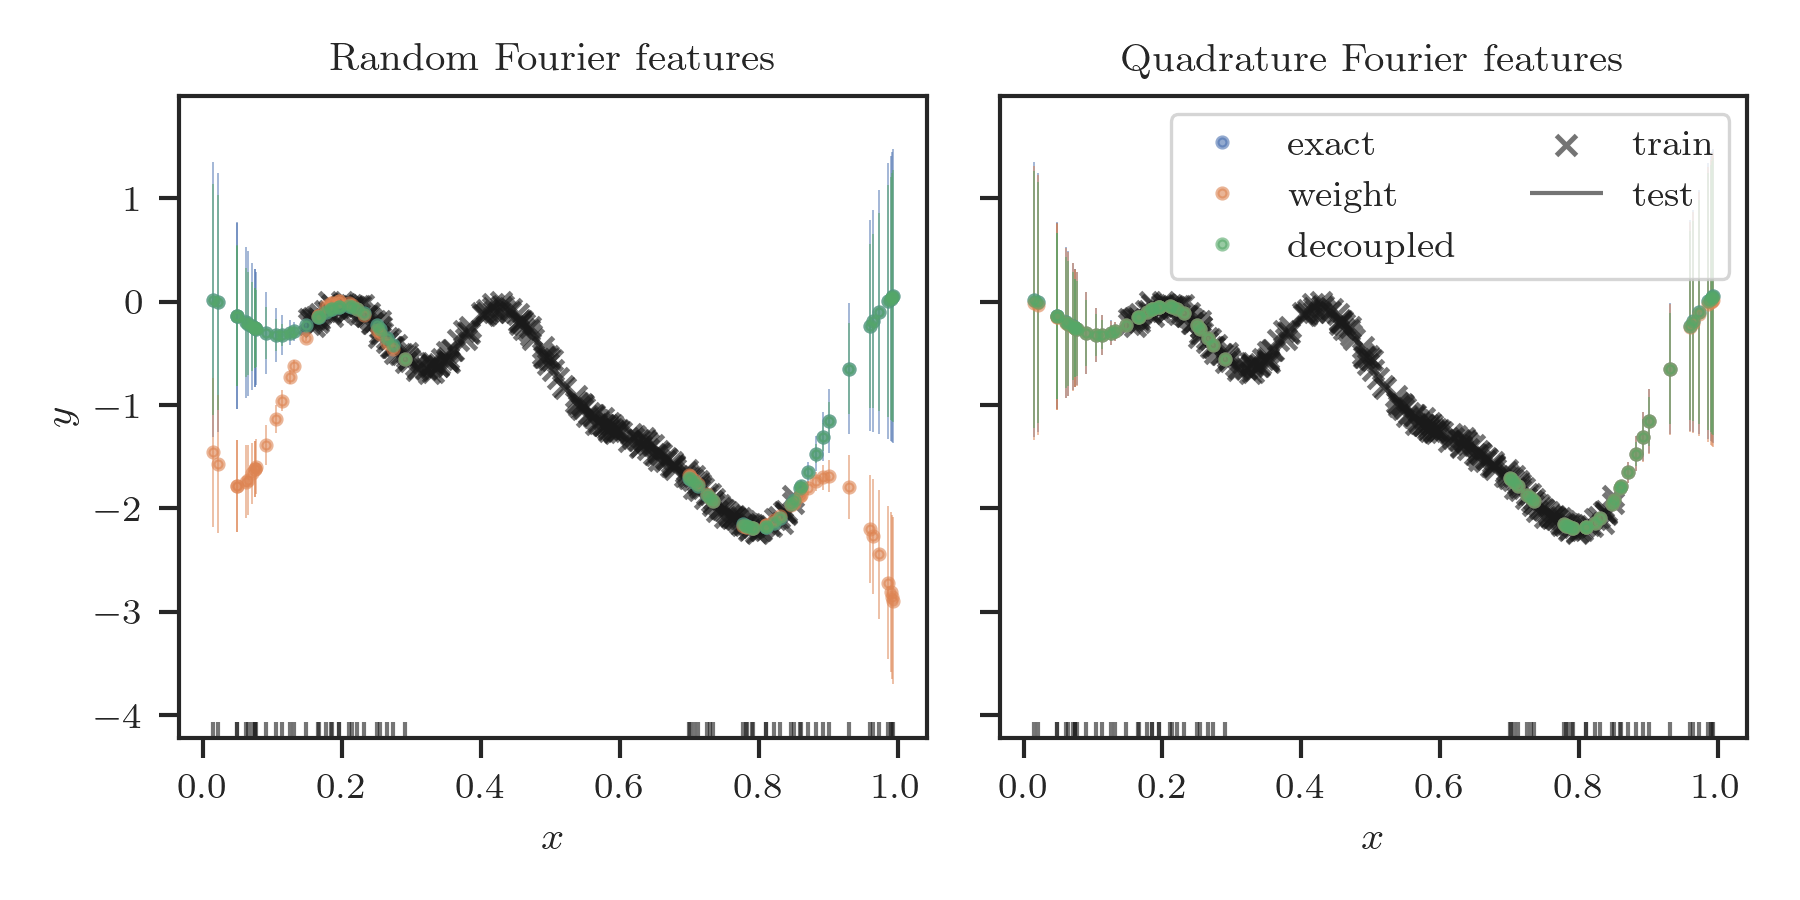 Random Fourier features
Quadrature Fourier features
exact
weight
decoupled
train
test
1
0
−1
−2
−3
−4
y
0.0 0.2 0.4 0.6 0.8 1.0
0.0 0.2 0.4 0.6 0.8 1.0
x
x